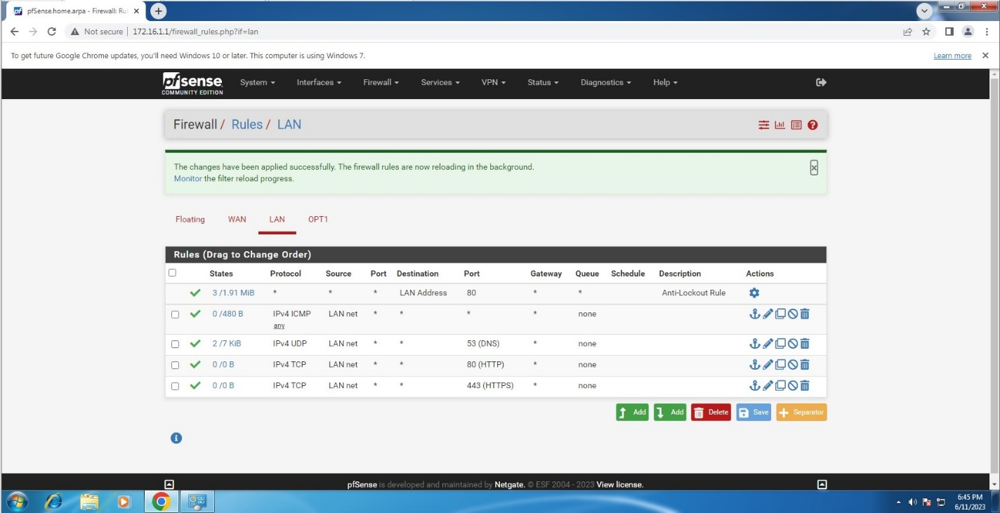 pfSense.home.arpa - Firewall: Rul
Not secure | 172.16.1.1/firewall_rules.php?if=lan
To get future Google Chrome updates, you'll need Windows 10 or later. This computer is using Windows 7.
Learn more
pfsense
COMMUNITY EDITION
System Interfaces Firewall Services VPN Status Diagnostics Help
Firewall / Rules / LAN
The changes have been applied successfully. The firewall rules are now reloading in the background.
Monitor the filter reload progress.
Floating WAN LAN OPT1
Rules (Drag to Change Order)
States Protocol Source Port Destination Port Gateway Queue Schedule Description Actions
3 /1.91 MiB * * * LAN Address 80 * * Anti-Lockout Rule
0 /480 B IPv4 ICMP LAN net * * * * none
any
2 /7 KiB IPv4 UDP LAN net * * 53 (DNS) * none
0 /0 B IPv4 TCP LAN net * * 80 (HTTP) * none
0 /0 B IPv4 TCP LAN net * * 443 (HTTPS) * none
Add Add Delete Save Separator
pfSense is developed and maintained by Netgate. © ESF 2004 - 2023 View license.
6:45 PM
6/11/2023